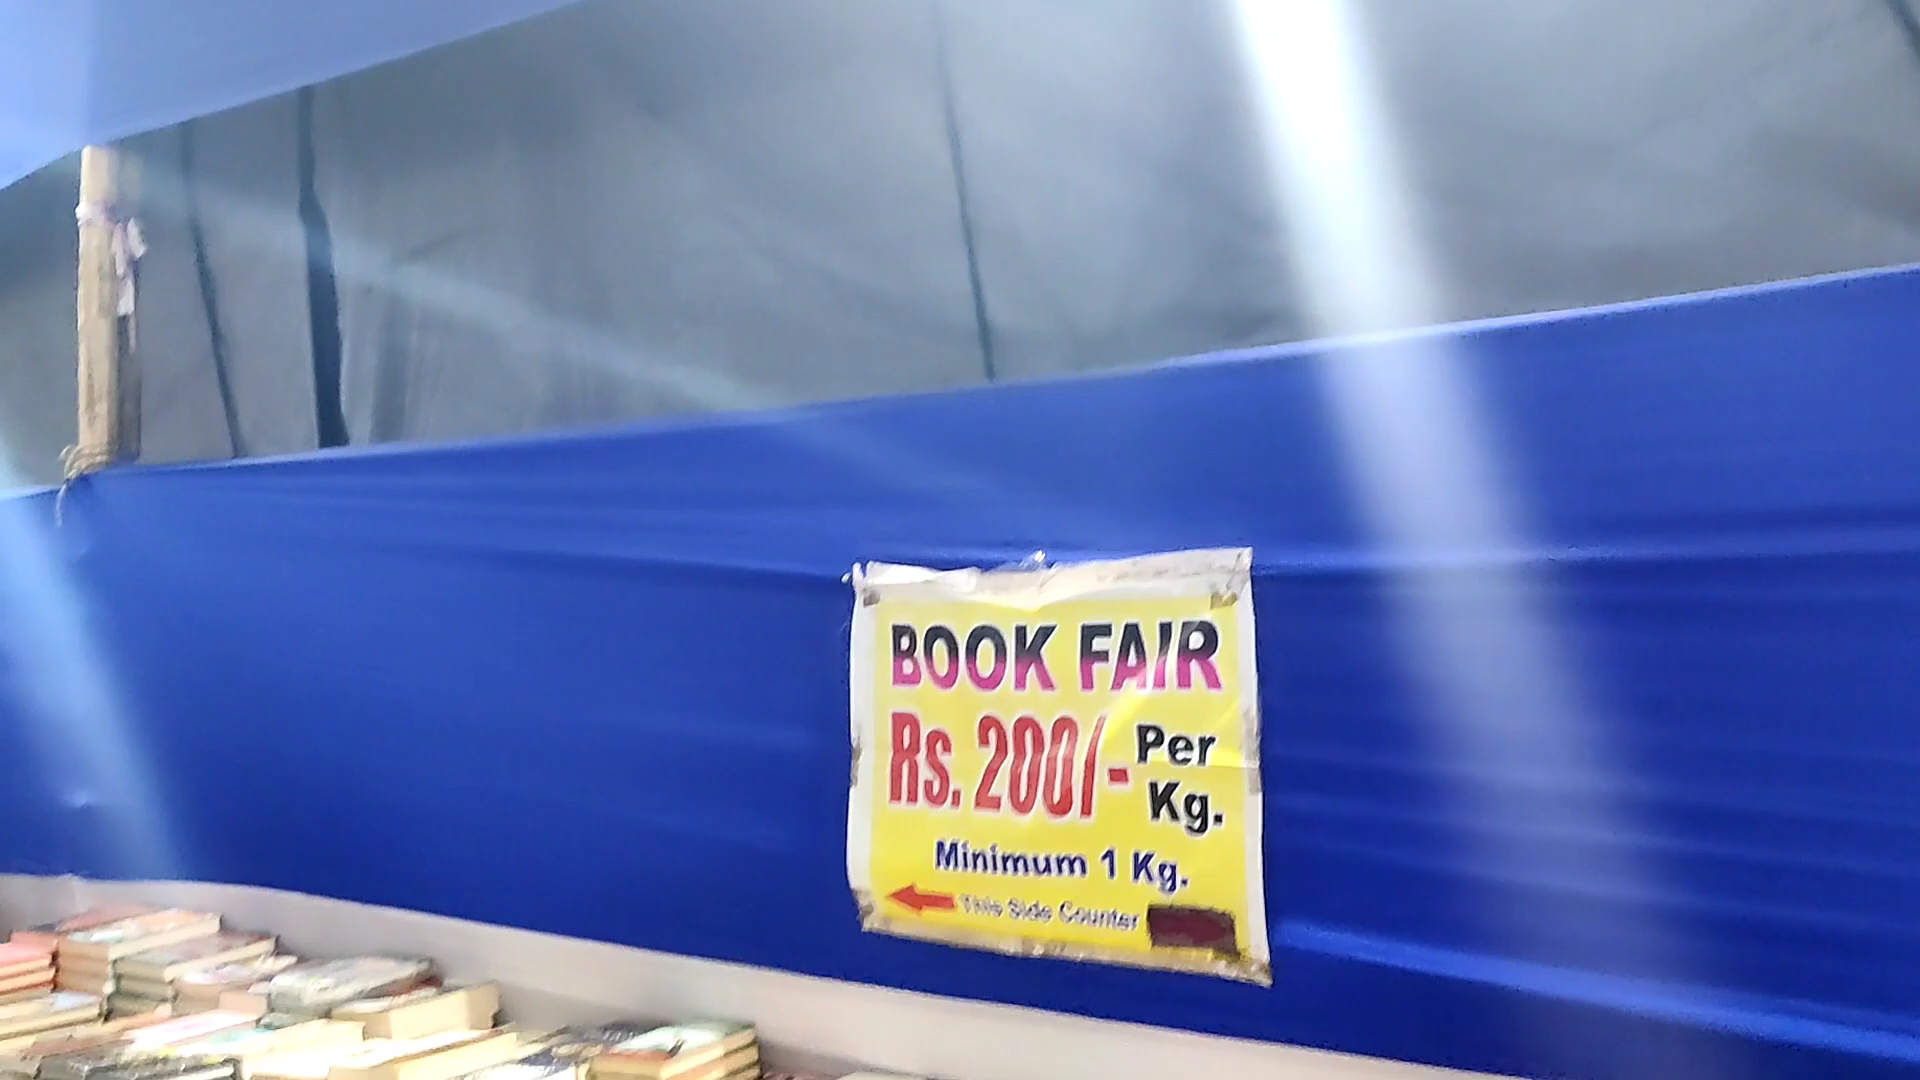 BOOK FAIR
Rs. 200/- Per Kg.
Minimum 1 Kg.
This Side Counter